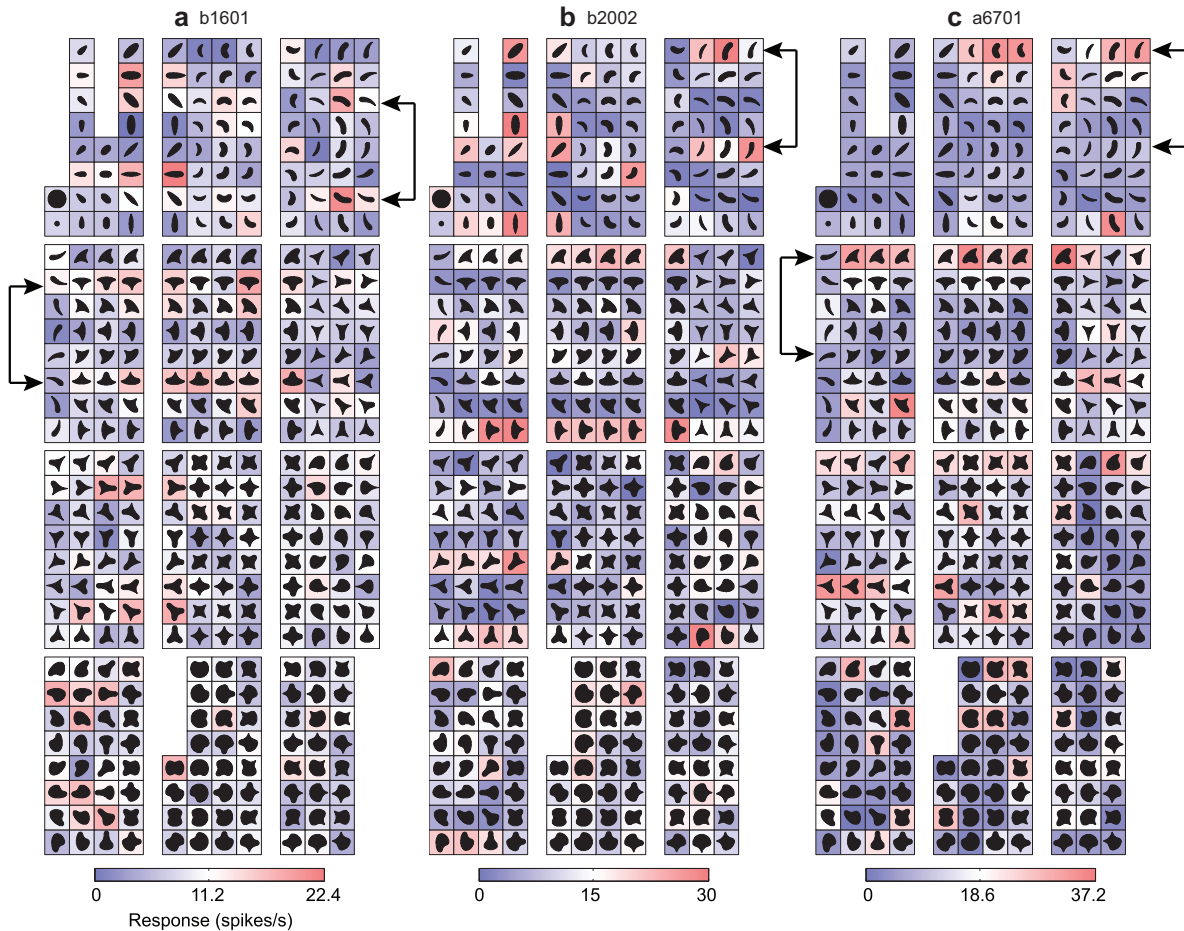 a b1601
b b2002
c a6701
0 11.2 22.4
Response (spikes/s)
0 15 30
0 18.6 37.2